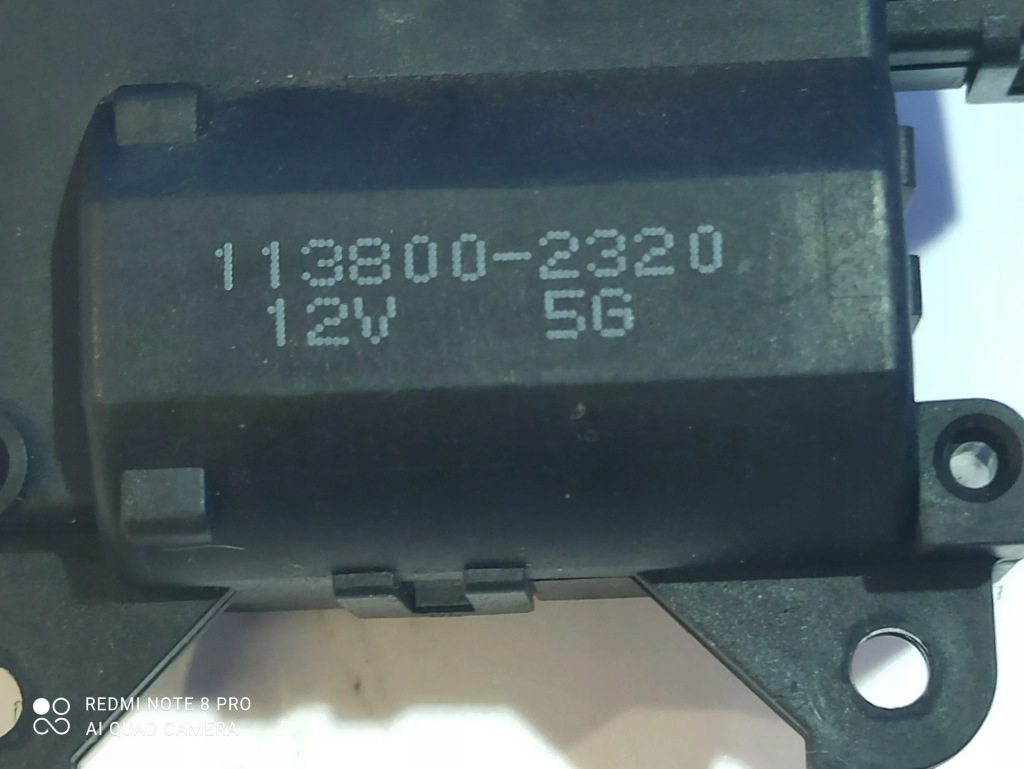 113800-2320
12V 5G
REDMI NOTE 8 PRO
AI QUAD CAMERA